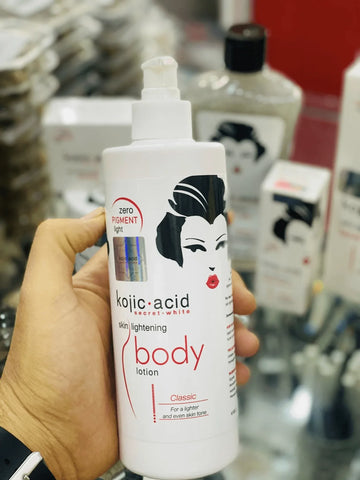 zero
PIGMENT
light
kojic·acid
secret-white
skin lightening
body
lotion
Classic
For a lighter
and even skin tone